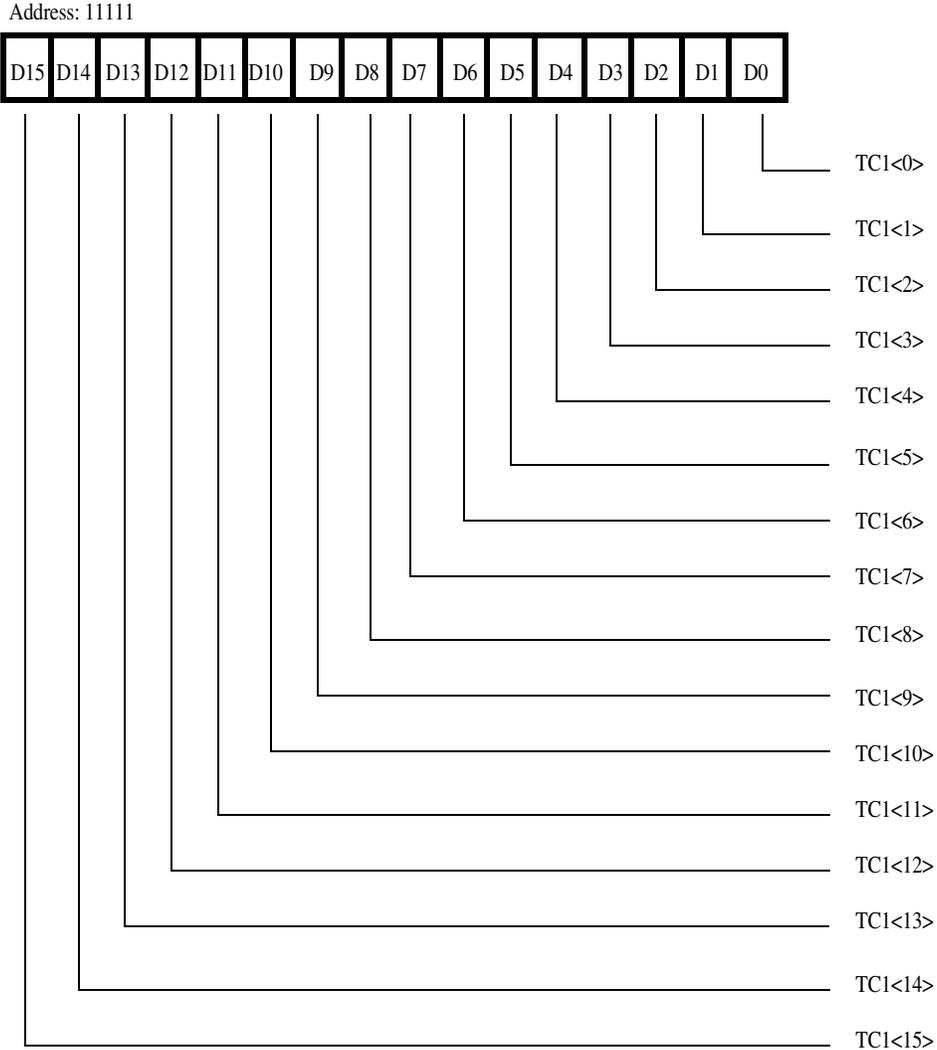 Address: 11111
D15 D14 D13 D12 D11 D10 D9 D8 D7 D6 D5 D4 D3 D2 D1 D0
TC1<0>
TC1<1>
TC1<2>
TC1<3>
TC1<4>
TC1<5>
TC1<6>
TC1<7>
TC1<8>
TC1<9>
TC1<10>
TC1<11>
TC1<12>
TC1<13>
TC1<14>
TC1<15>